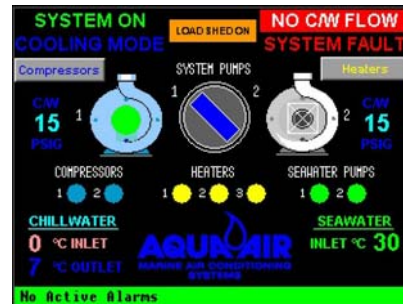 SYSTEM ON
COOLING MODE
LOAD SHED ON
NO C/W FLOW
SYSTEM FAULT
Compressors
SYSTEM PUMPS
Heaters
C/W
15
PSIG
1
1
2
2
C/W
15
PSIG
COMPRESSORS
1 2
HEATERS
1 2 3
SEAWATER PUMPS
1 2
CHILLWATER
0 °C INLET
7 °C OUTLET
AQUA-AIR
MARINE AIR CONDITIONING
SYSTEMS
SEAWATER
INLET °C 30
No Active Alarms